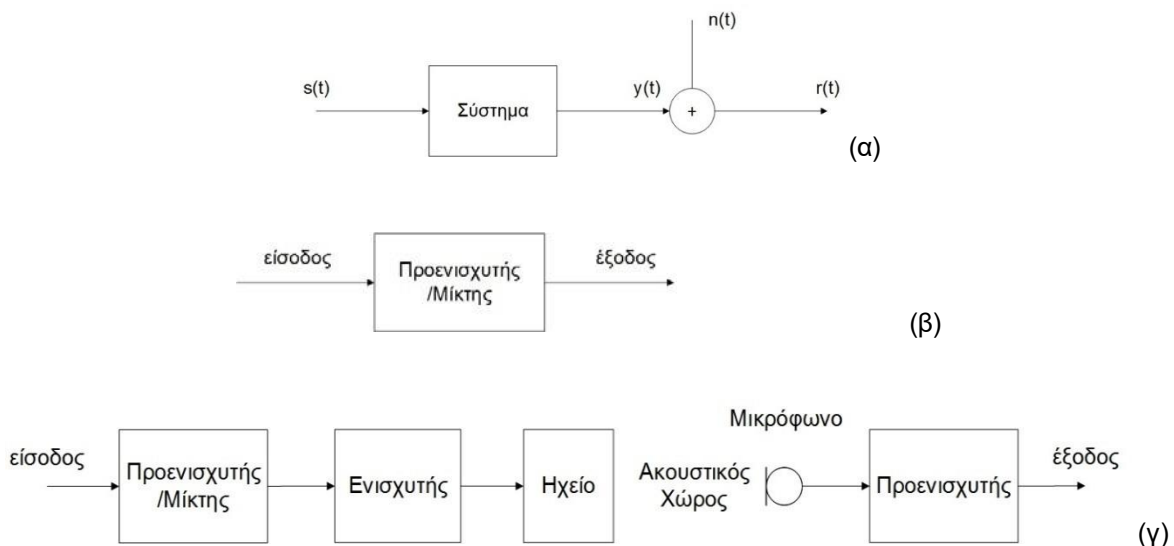 n(t)
s(t)
Σύστημα
y(t)
+
r(t)
(α)
είσοδος
Προενισχυτής
/Μίκτης
έξοδος
(β)
είσοδος
Προενισχυτής
/Μίκτης
Ενισχυτής
Ηχείο
Ακουστικός
Χώρος
Μικρόφωνο
Προενισχυτής
έξοδος
(γ)